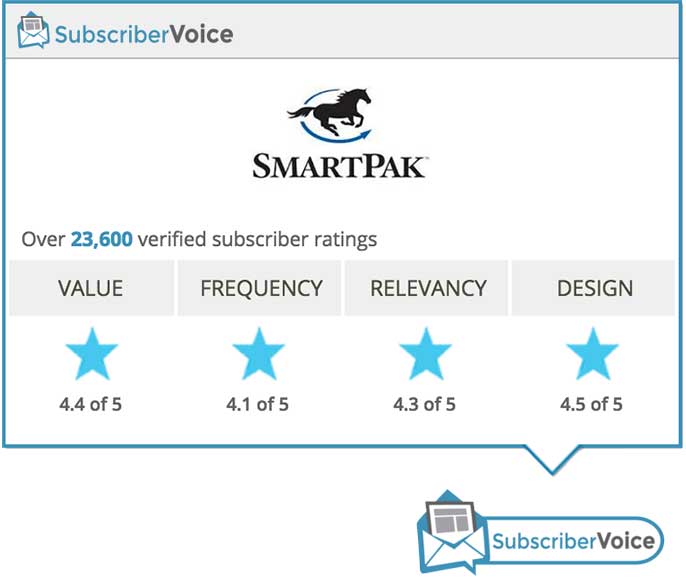 SubscriberVoice
SMARTPAK
Over 23,600 verified subscriber ratings
VALUE FREQUENCY RELEVANCY DESIGN
4.4 of 5 4.1 of 5 4.3 of 5 4.5 of 5
SubscriberVoice